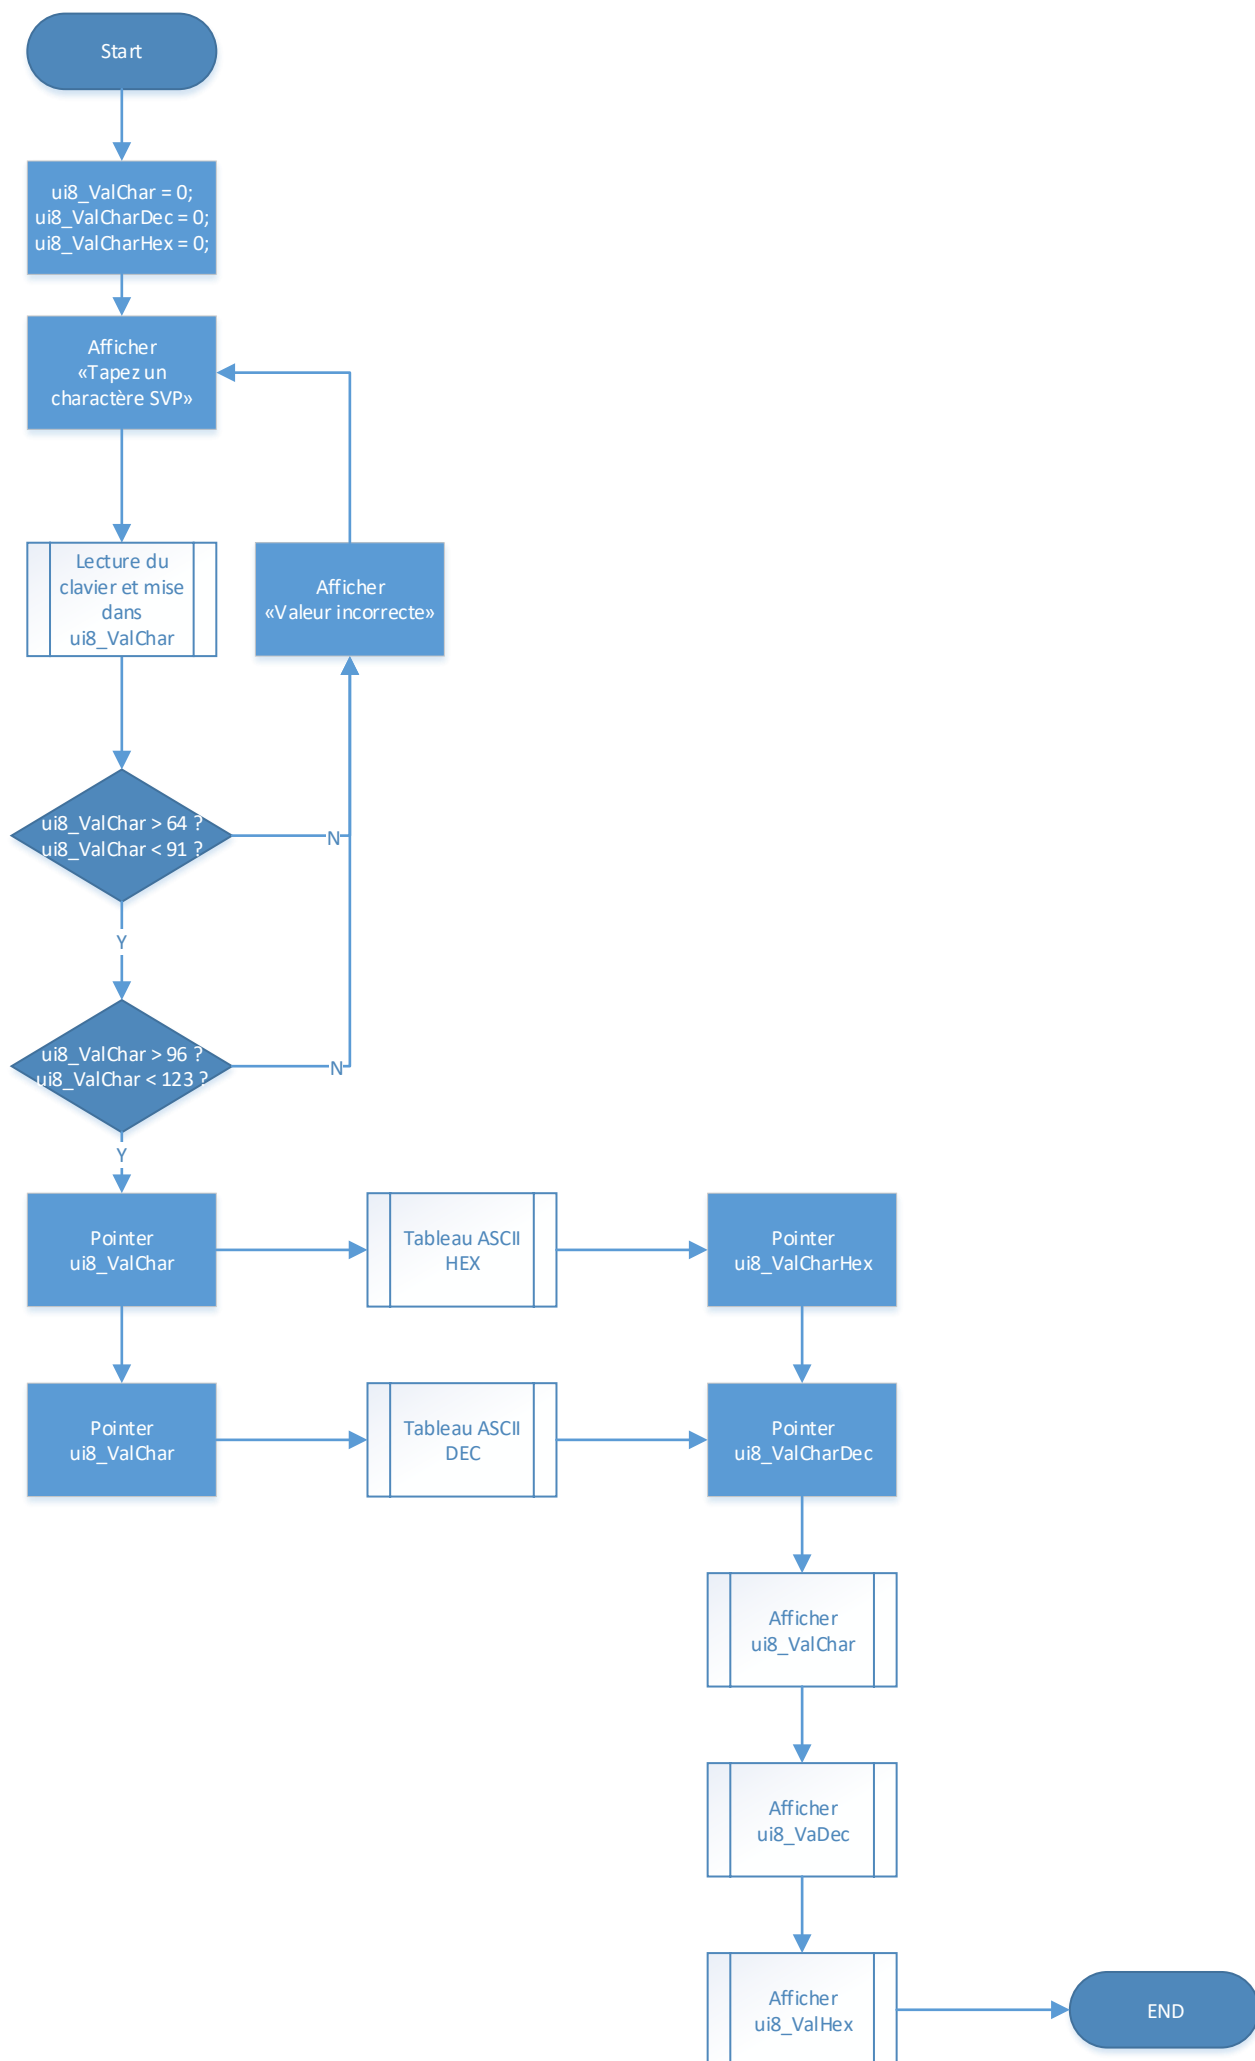 Start
ui8_ValChar = 0;
ui8_ValCharDec = 0;
ui8_ValCharHex = 0;
Afficher
«Tapez un
charactère SVP»
Lecture du
clavier et mise
dans
ui8_ValChar
Afficher
«Valeur incorrecte»
ui8_ValChar > 64 ?
ui8_ValChar < 91 ?
N
Y
ui8_ValChar > 96 ?
ui8_ValChar < 123 ?
N
Y
Pointer
ui8_ValChar
Tableau ASCII
HEX
Pointer
ui8_ValCharHex
Pointer
ui8_ValChar
Tableau ASCII
DEC
Pointer
ui8_ValCharDec
Afficher
ui8_ValChar
Afficher
ui8_VaDec
Afficher
ui8_ValHex
END